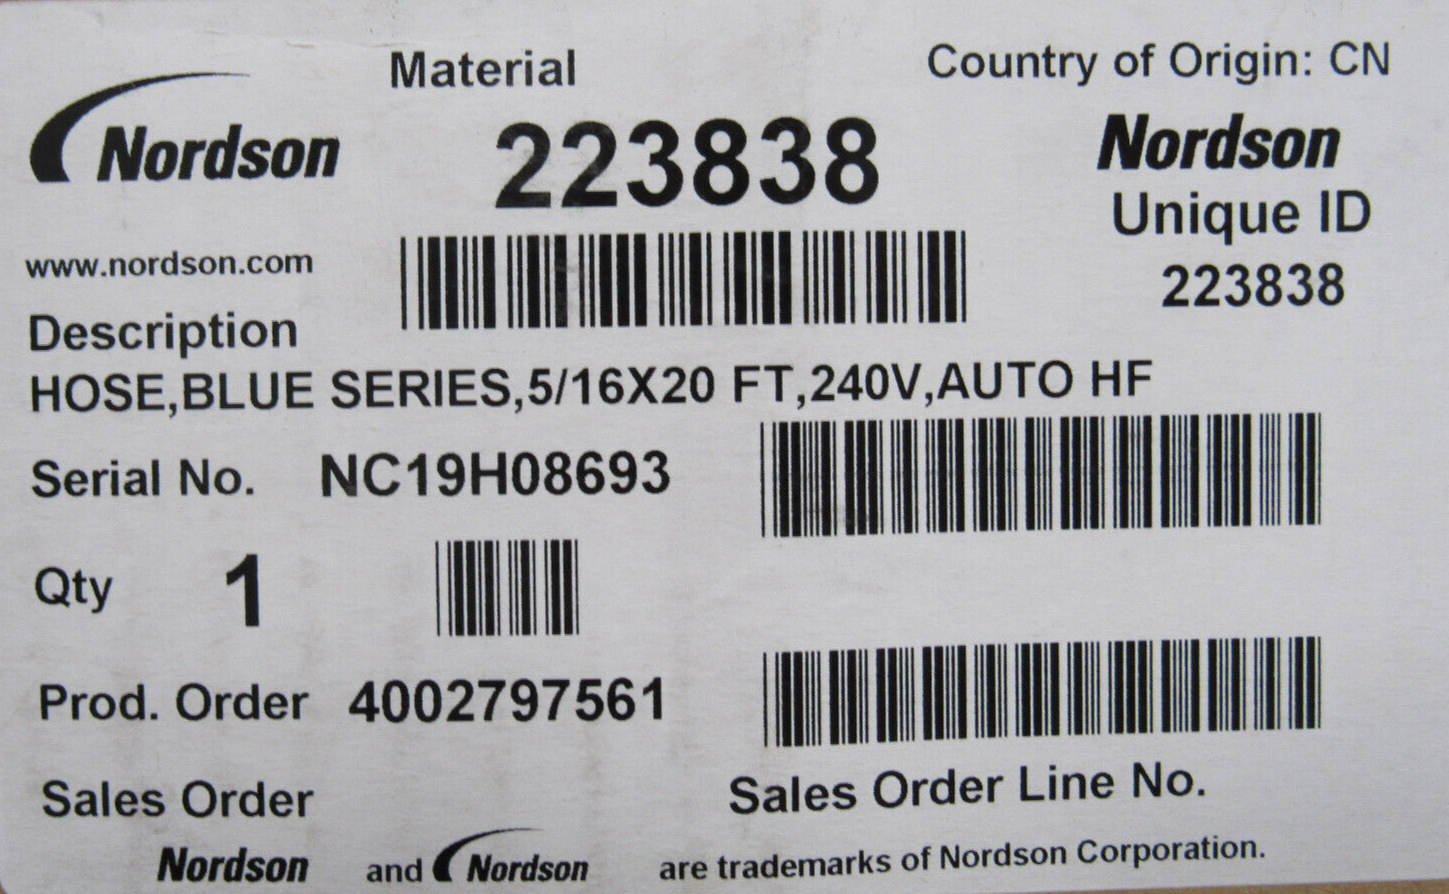 Material
Country of Origin: CN
Nordson
223838
Nordson
Unique ID
www.nordson.com
223838
Description
HOSE,BLUE SERIES,5/16X20 FT,240V,AUTO HF
Serial No. NC19H08693
Qty 1
Prod. Order 4002797561
Sales Order
Sales Order Line No.
Nordson and Nordson are trademarks of Nordson Corporation.